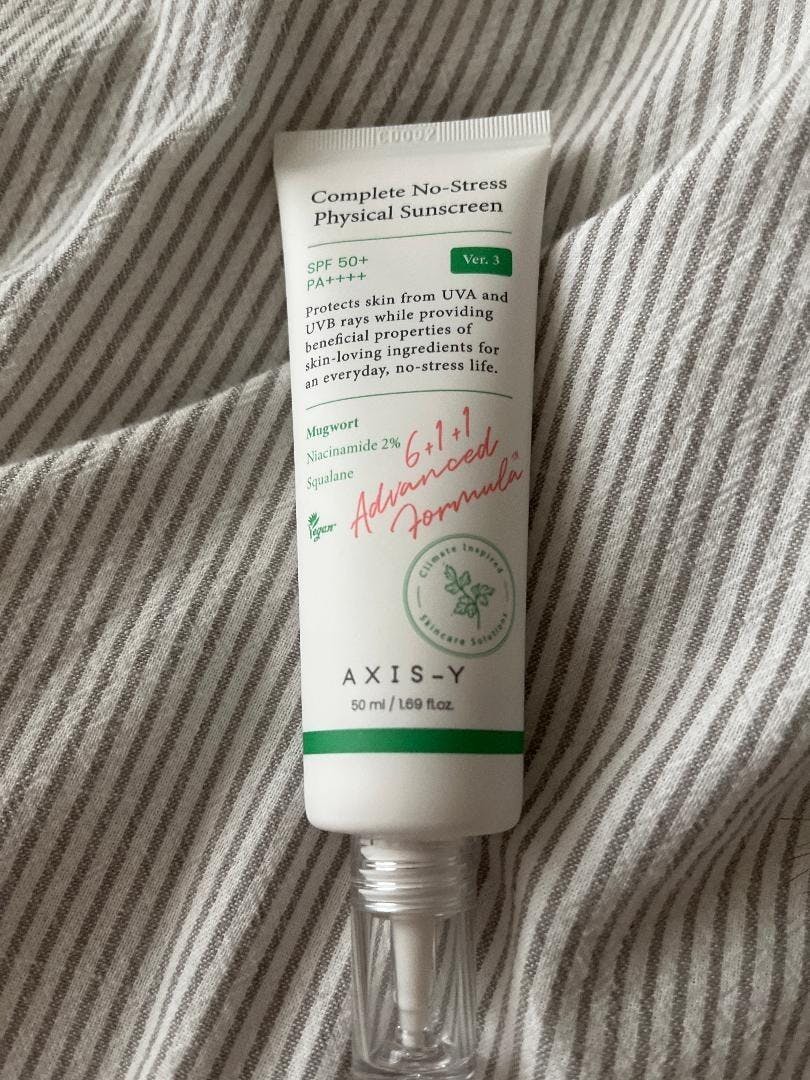 Complete No-Stress
Physical Sunscreen
SPF 50+
PA++++
Ver. 3
Protects skin from UVA and
UVB rays while providing
beneficial properties of
skin-loving ingredients for
an everyday, no-stress life.
Mugwort
Niacinamide 2%
Squalane
6+1+1
Advanced
Formula
Vegan
Climate Inspired
Skincare Solutions
AXIS-Y
50 ml / 1.69 fl.oz.